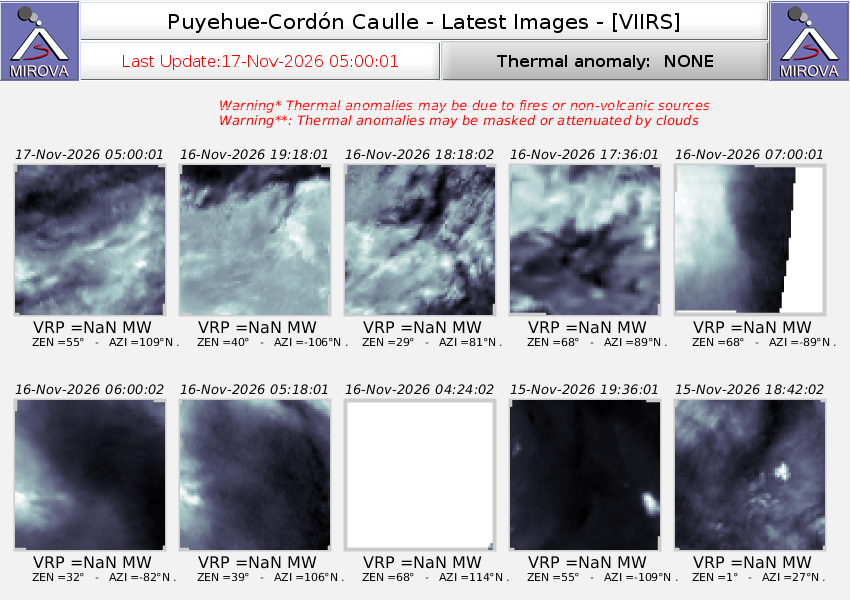 Puyehue-Cordón Caulle - Latest Images - [VIIRS]
MIROVA
Last Update:17-Nov-2026 05:00:01
Thermal anomaly: NONE
MIROVA
Warning* Thermal anomalies may be due to fires or non-volcanic sources
Warning**: Thermal anomalies may be masked or attenuated by clouds
17-Nov-2026 05:00:01 16-Nov-2026 19:18:01 16-Nov-2026 18:18:02 16-Nov-2026 17:36:01 16-Nov-2026 07:00:01
VRP =NaN MW VRP =NaN MW VRP =NaN MW VRP =NaN MW VRP =NaN MW
ZEN =55° - AZI =109°N . ZEN =40° - AZI =-106°N . ZEN =29° - AZI =81°N . ZEN =68° - AZI =89°N . ZEN =68° - AZI =-89°N .
16-Nov-2026 06:00:02 16-Nov-2026 05:18:01 16-Nov-2026 04:24:02 15-Nov-2026 19:36:01 15-Nov-2026 18:42:02
VRP =NaN MW VRP =NaN MW VRP =NaN MW VRP =NaN MW VRP =NaN MW
ZEN =32° - AZI =-82°N . ZEN =39° - AZI =106°N . ZEN =68° - AZI =114°N . ZEN =55° - AZI =-109°N . ZEN =1° - AZI =27°N .